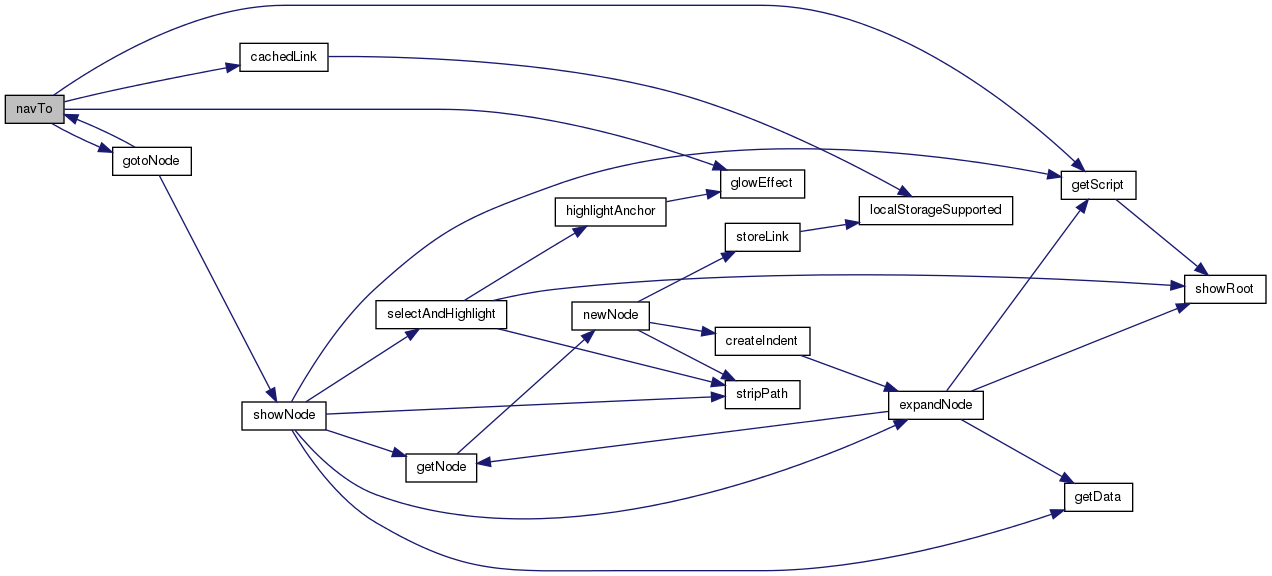 cachedLink
navTo
gotoNode
glowEffect
getScript
highlightAnchor
localStorageSupported
storeLink
showRoot
selectAndHighlight
newNode
createIndent
stripPath
expandNode
showNode
getNode
getData